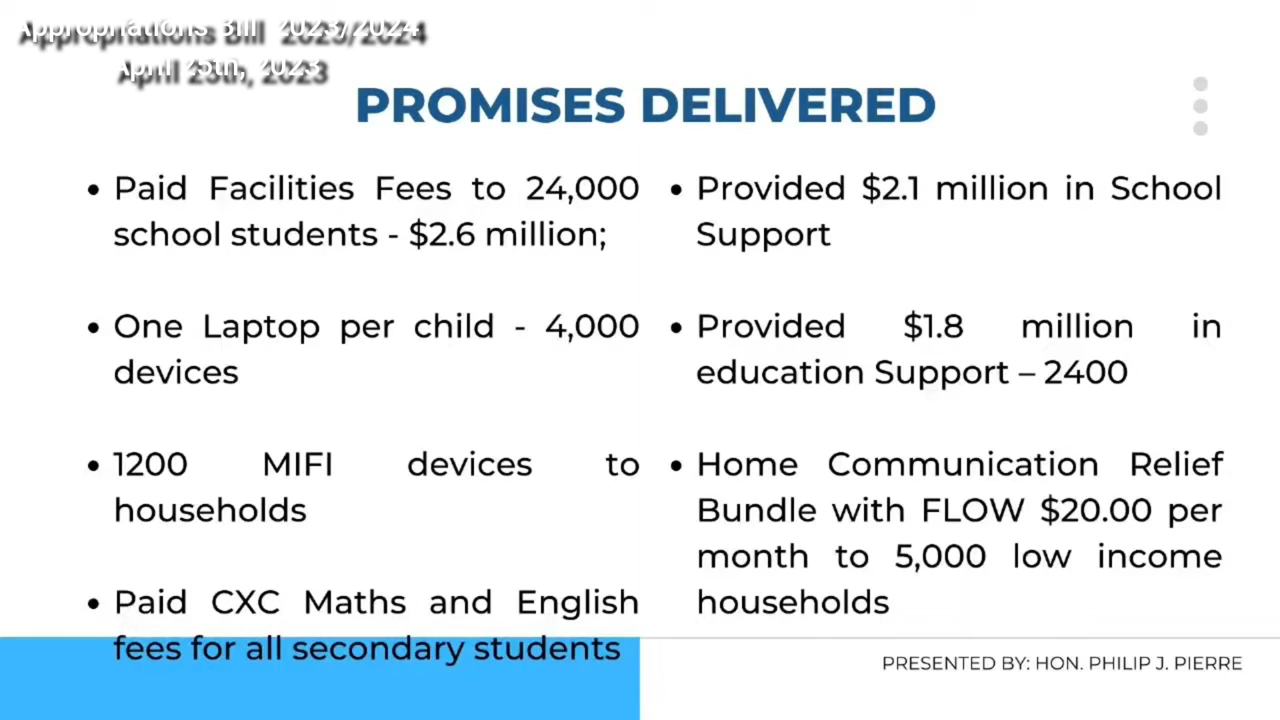 Appropriations Bill 2023/2024
April 25th, 2023
PROMISES DELIVERED
• Paid Facilities Fees to 24,000
school students - $2.6 million;
• One Laptop per child - 4,000
devices
• 1200 MIFI devices to
households
• Paid CXC Maths and English
fees for all secondary students
• Provided $2.1 million in School
Support
• Provided $1.8 million in
education Support – 2400
• Home Communication Relief
Bundle with FLOW $20.00 per
month to 5,000 low income
households
PRESENTED BY: HON. PHILIP J. PIERRE